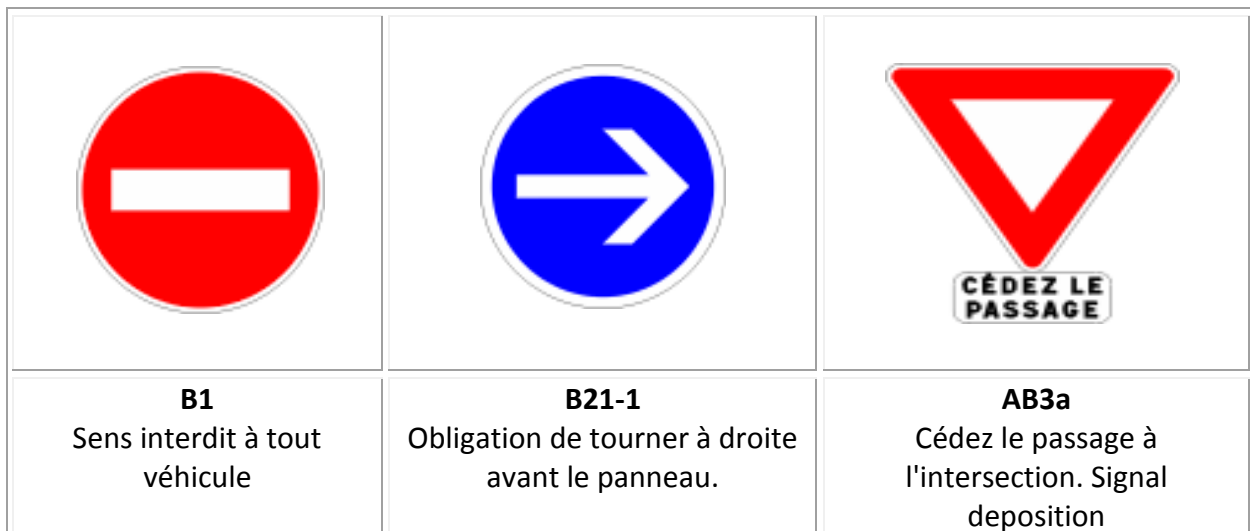 CÉDEZ LE
PASSAGE
B1
Sens interdit à tout
véhicule
B21-1
Obligation de tourner à droite
avant le panneau.
AB3a
Cédez le passage à
l'intersection. Signal
deposition